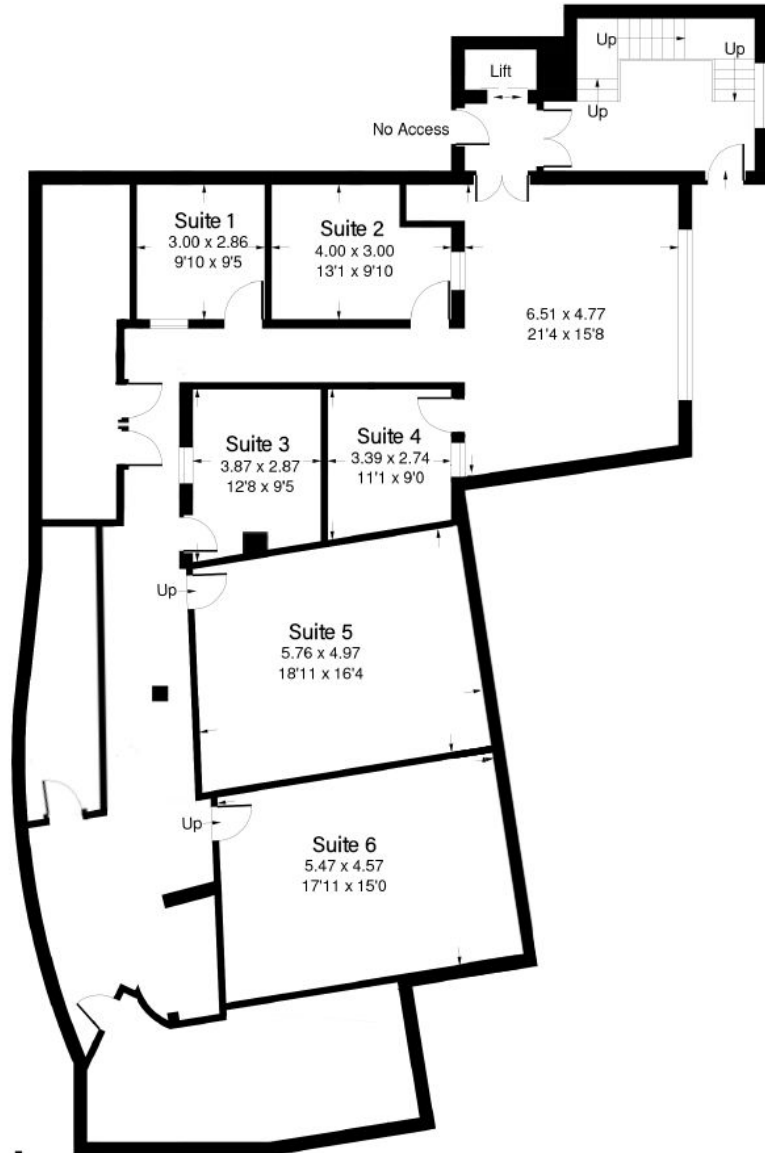 Up
Up
Lift
Up
No Access
Suite 1
3.00 x 2.86
9'10 x 9'5
Suite 2
4.00 x 3.00
13'1 x 9'10
6.51 x 4.77
21'4 x 15'8
Suite 3
3.87 x 2.87
12'8 x 9'5
Suite 4
3.39 x 2.74
11'1 x 9'0
Up
Suite 5
5.76 x 4.97
18'11 x 16'4
Up
Suite 6
5.47 x 4.57
17'11 x 15'0